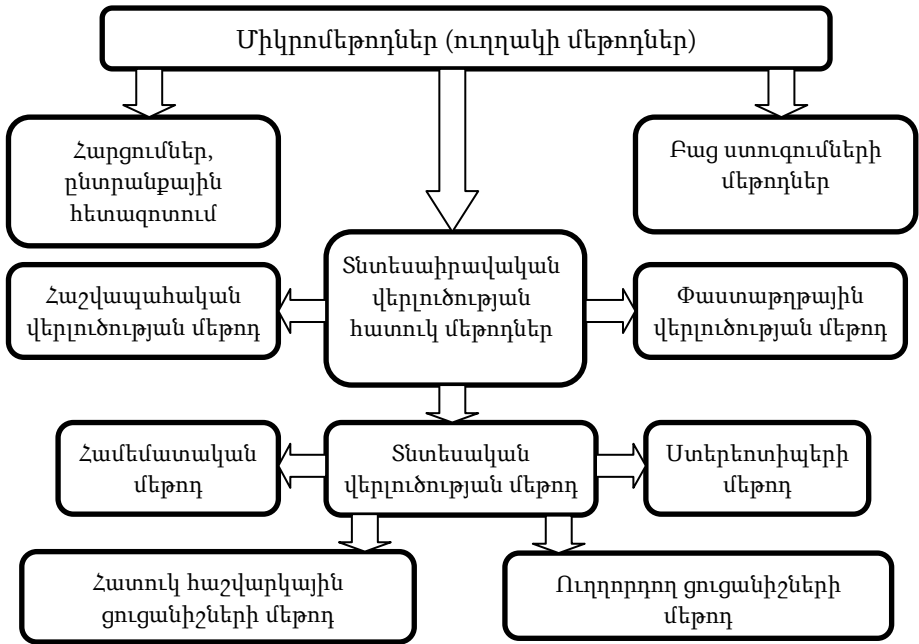 Միկրոմեթոդներ (ուղղակի մեթոդներ)
Հարցումներ,
ընտրանքային
հետազոտում
Բաց ստուգումների
մեթոդներ
Տնտեսաիրավական
վերլուծության
հատուկ մեթոդներ
Հաշվապահական
վերլուծության մեթոդ
Փաստաթղթային
վերլուծության մեթոդ
Համեմատական
մեթոդ
Տնտեսական
վերլուծության մեթոդ
Ստերեոտիպերի
մեթոդ
Հատուկ հաշվարկային
ցուցանիշների մեթոդ
Ուղղորդող ցուցանիշների
մեթոդ